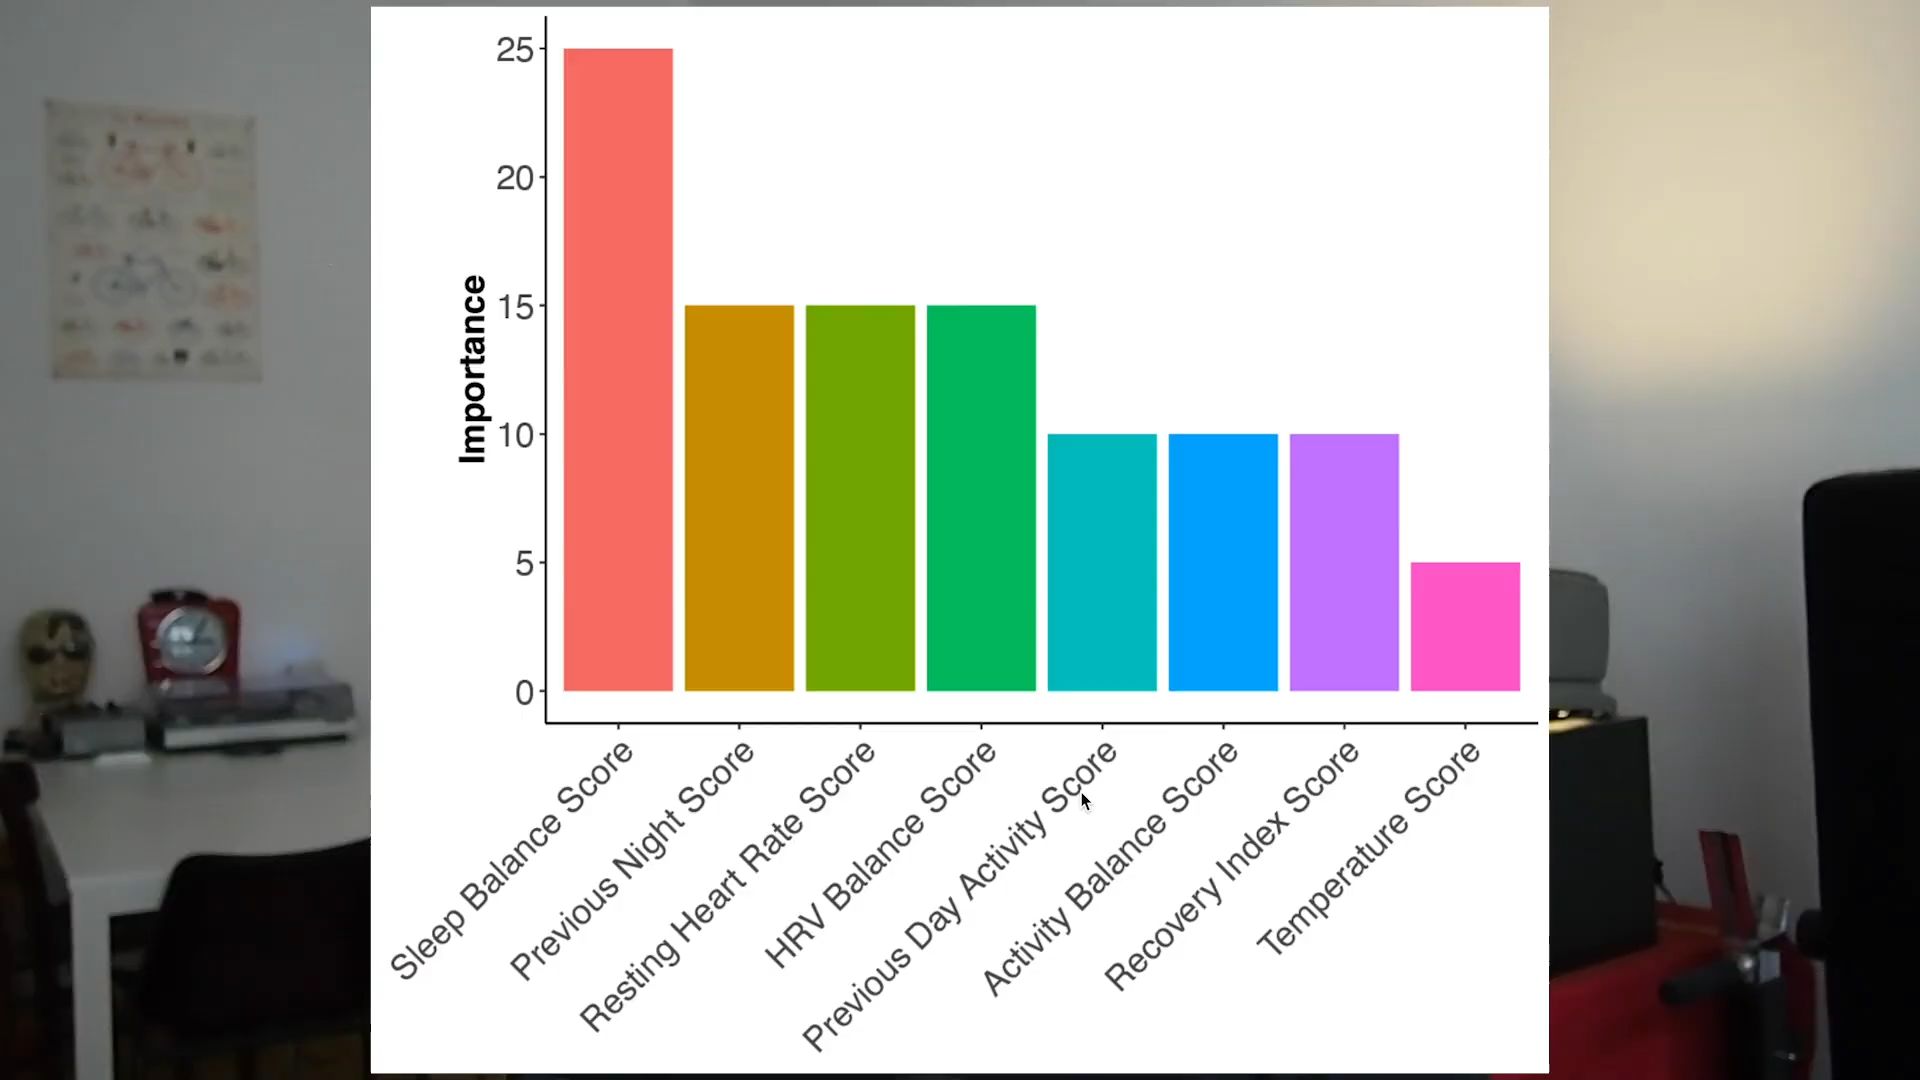 25
20
15
10
5
0
Importance
Sleep Balance Score
Previous Night Score
Resting Heart Rate Score
HRV Balance Score
Previous Day Activity Score
Activity Balance Score
Recovery Index Score
Temperature Score